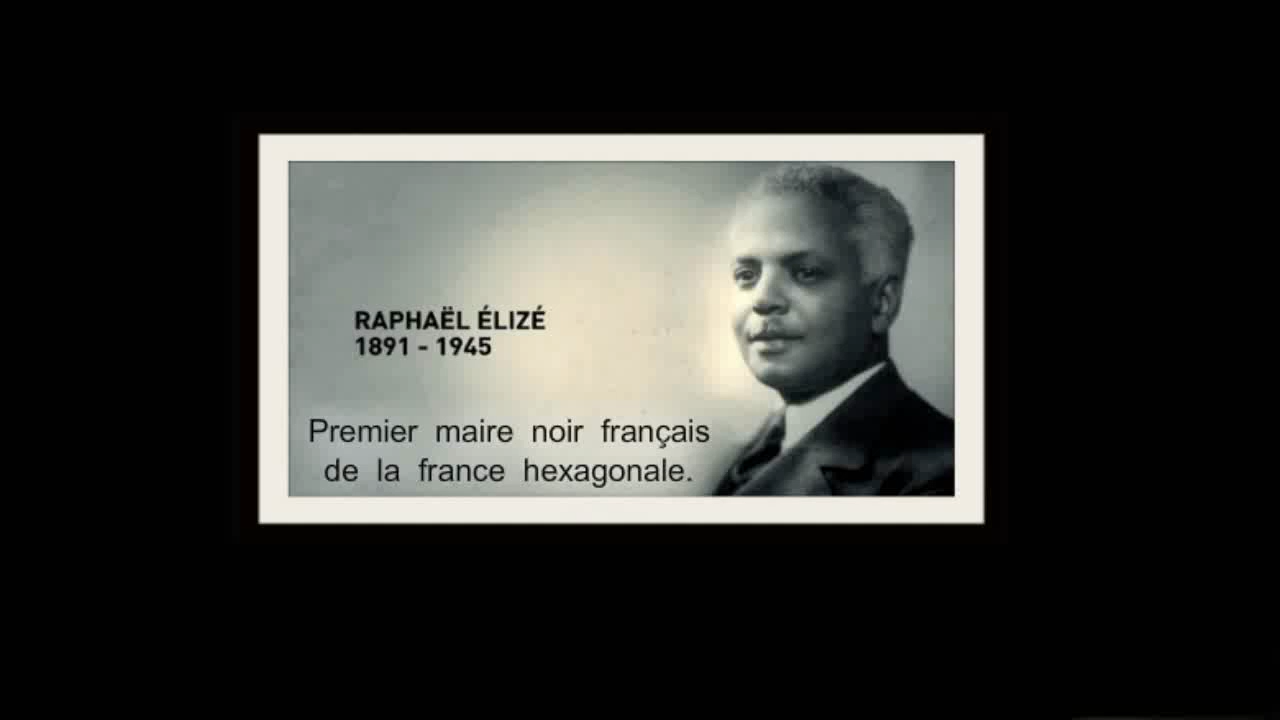 RAPHAËL ÉLIZÉ
1891 - 1945
Premier maire noir français
de la france hexagonale.